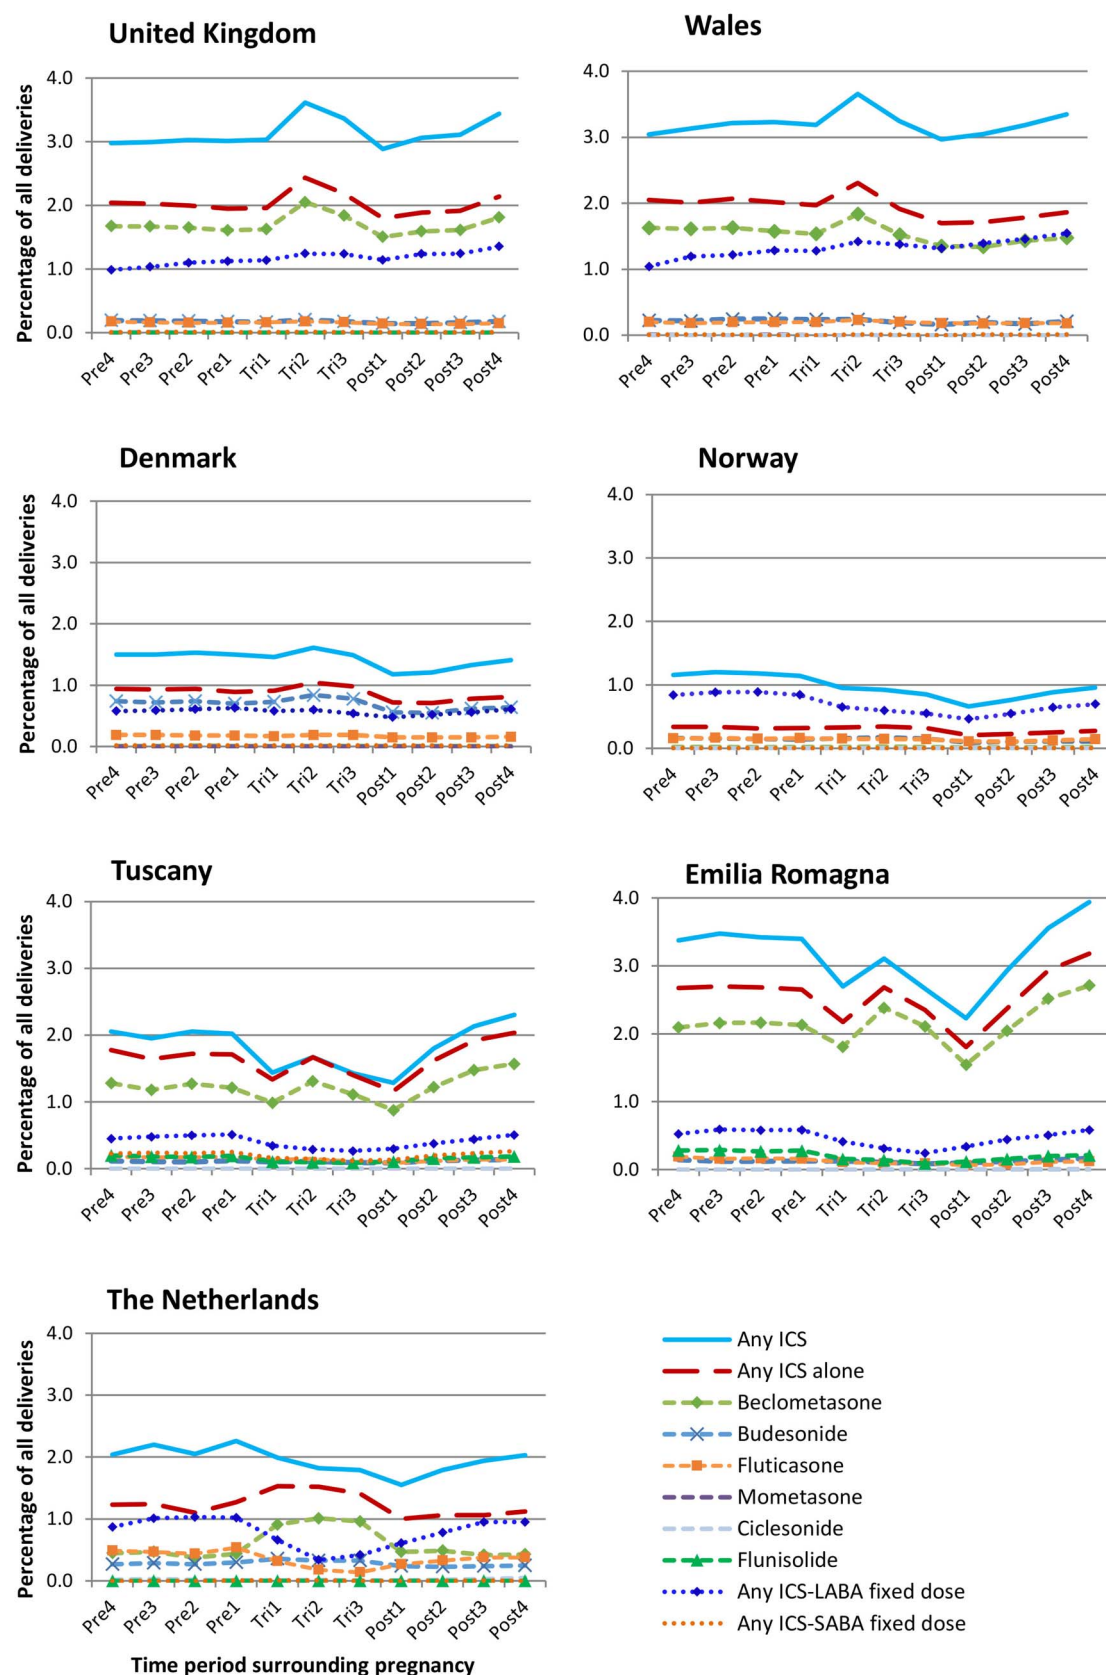 United Kingdom
Percentage of all deliveries
4.0
3.0
2.0
1.0
0.0
Pre4 Pre3 Pre2 Pre1 Tri1 Tri2 Tri3 Post1 Post2 Post3 Post4
Wales
4.0
3.0
2.0
1.0
0.0
Pre4 Pre3 Pre2 Pre1 Tri1 Tri2 Tri3 Post1 Post2 Post3 Post4
Denmark
Percentage of all deliveries
4.0
3.0
2.0
1.0
0.0
Pre4 Pre3 Pre2 Pre1 Tri1 Tri2 Tri3 Post1 Post2 Post3 Post4
Norway
4.0
3.0
2.0
1.0
0.0
Pre4 Pre3 Pre2 Pre1 Tri1 Tri2 Tri3 Post1 Post2 Post3 Post4
Tuscany
Percentage of all deliveries
4.0
3.0
2.0
1.0
0.0
Pre4 Pre3 Pre2 Pre1 Tri1 Tri2 Tri3 Post1 Post2 Post3 Post4
Emilia Romagna
4.0
3.0
2.0
1.0
0.0
Pre4 Pre3 Pre2 Pre1 Tri1 Tri2 Tri3 Post1 Post2 Post3 Post4
The Netherlands
Percentage of all deliveries
4.0
3.0
2.0
1.0
0.0
Pre4 Pre3 Pre2 Pre1 Tri1 Tri2 Tri3 Post1 Post2 Post3 Post4
Time period surrounding pregnancy
Any ICS
Any ICS alone
Beclometasone
Budesonide
Fluticasone
Mometasone
Ciclesonide
Flunisolide
Any ICS-LABA fixed dose
Any ICS-SABA fixed dose